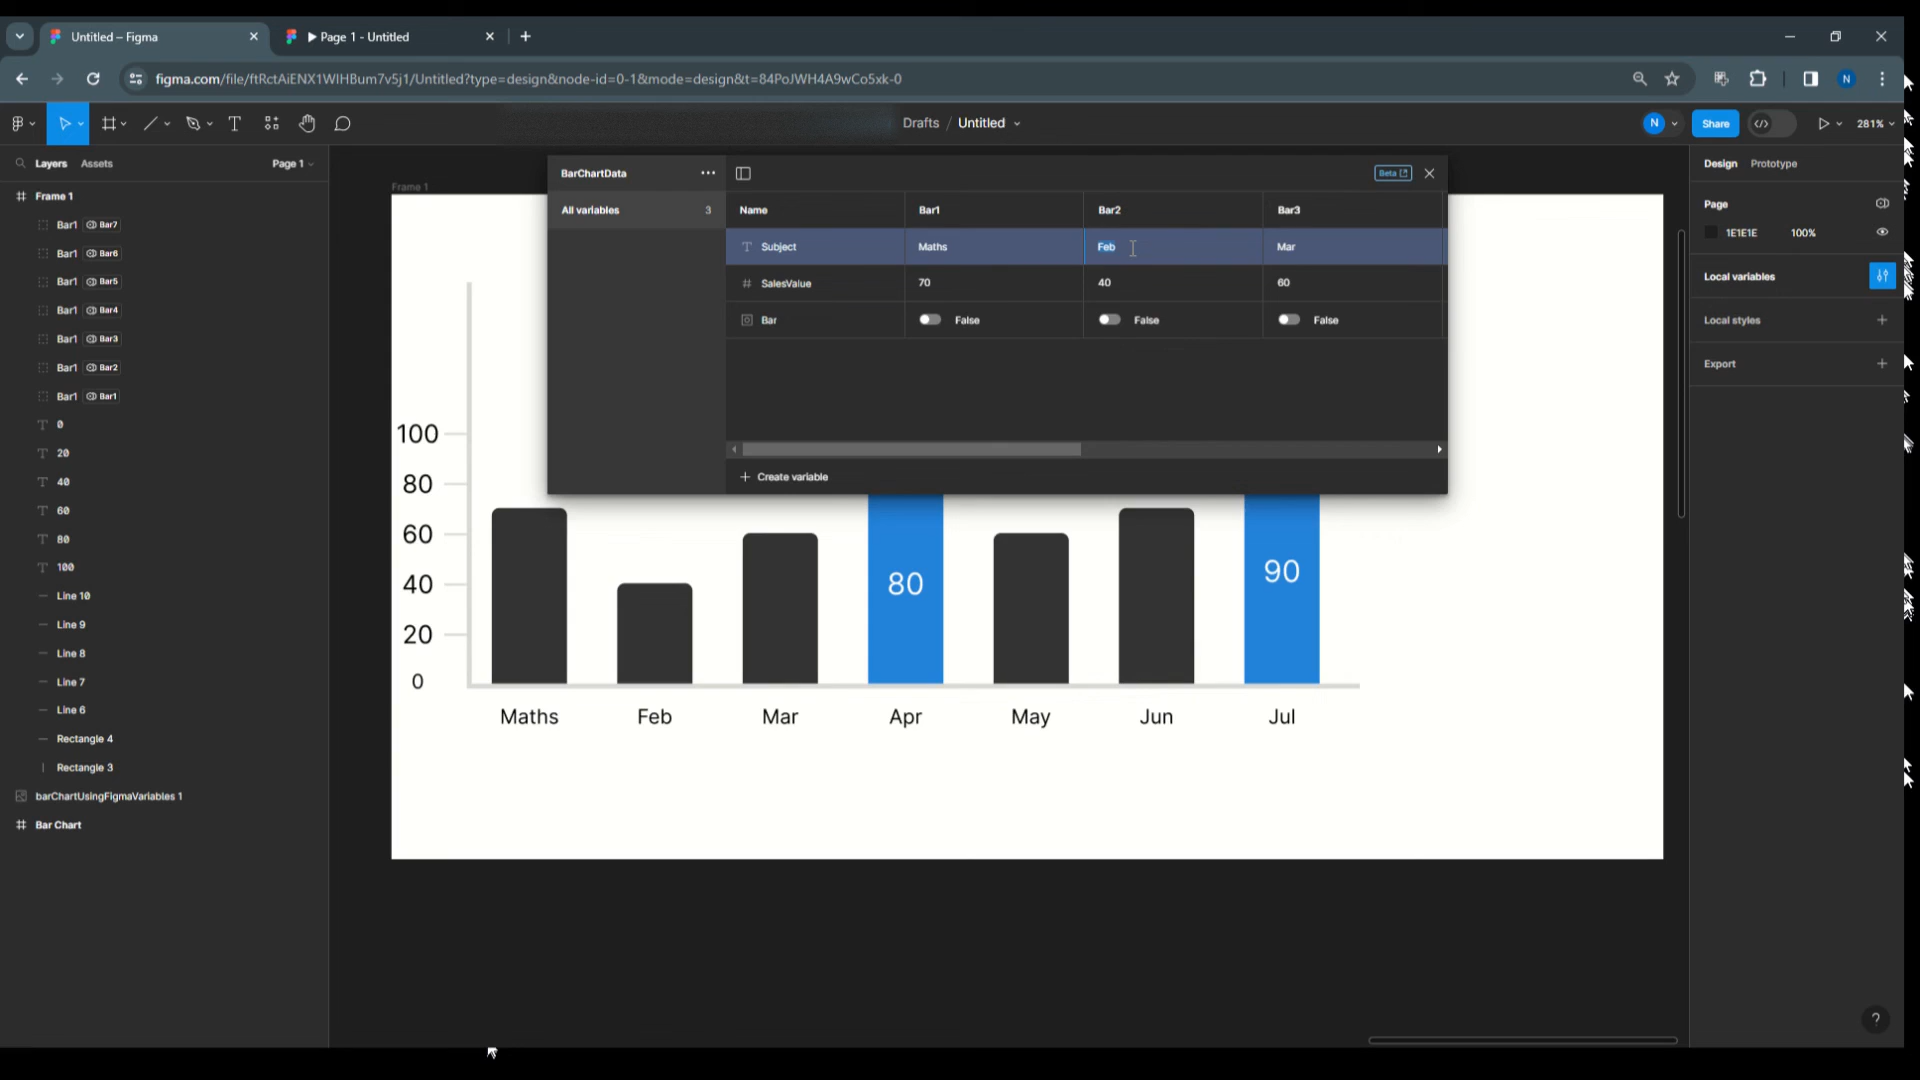 Untitled – Figma
▶ Page 1 - Untitled
figma.com/file/ftRctAiENX1WIHBum7v5j1/Untitled?type=design&node-id=0-1&mode=design&t=84PoJWH4A9wCo5xk-0
N
Drafts / Untitled
N
Share
281%
Layers
Assets
Page 1
Design
Prototype
Frame 1
Bar1 Bar7
Bar1 Bar6
Bar1 Bar5
Bar1 Bar4
Bar1 Bar3
Bar1 Bar2
Bar1 Bar1
0
20
40
60
80
100
Line 10
Line 9
Line 8
Line 7
Line 6
Rectangle 4
Rectangle 3
barChartUsingFigmaVariables 1
Bar Chart
Frame 1
BarChartData
Beta
All variables 3
Name Bar1 Bar2 Bar3
Subject Maths Feb Mar
SalesValue 70 40 60
Bar False False False
Create variable
100
80
60
40
20
0
80
90
Maths Feb Mar Apr May Jun Jul
Page
1E1E1E 100%
Local variables
Local styles
Export
?